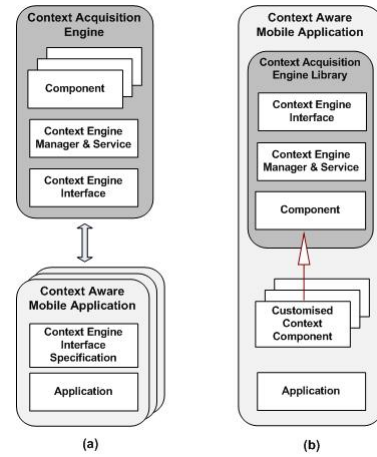 Context Acquisition
Engine
Component
Context Engine
Manager & Service
Context Engine
Interface
Context Aware
Mobile Application
Context Engine
Interface
Specification
Application
(a)
Context Aware
Mobile Application
Context Acquisition
Engine Library
Context Engine
Interface
Context Engine
Manager & Service
Component
Customised
Context
Component
Application
(b)